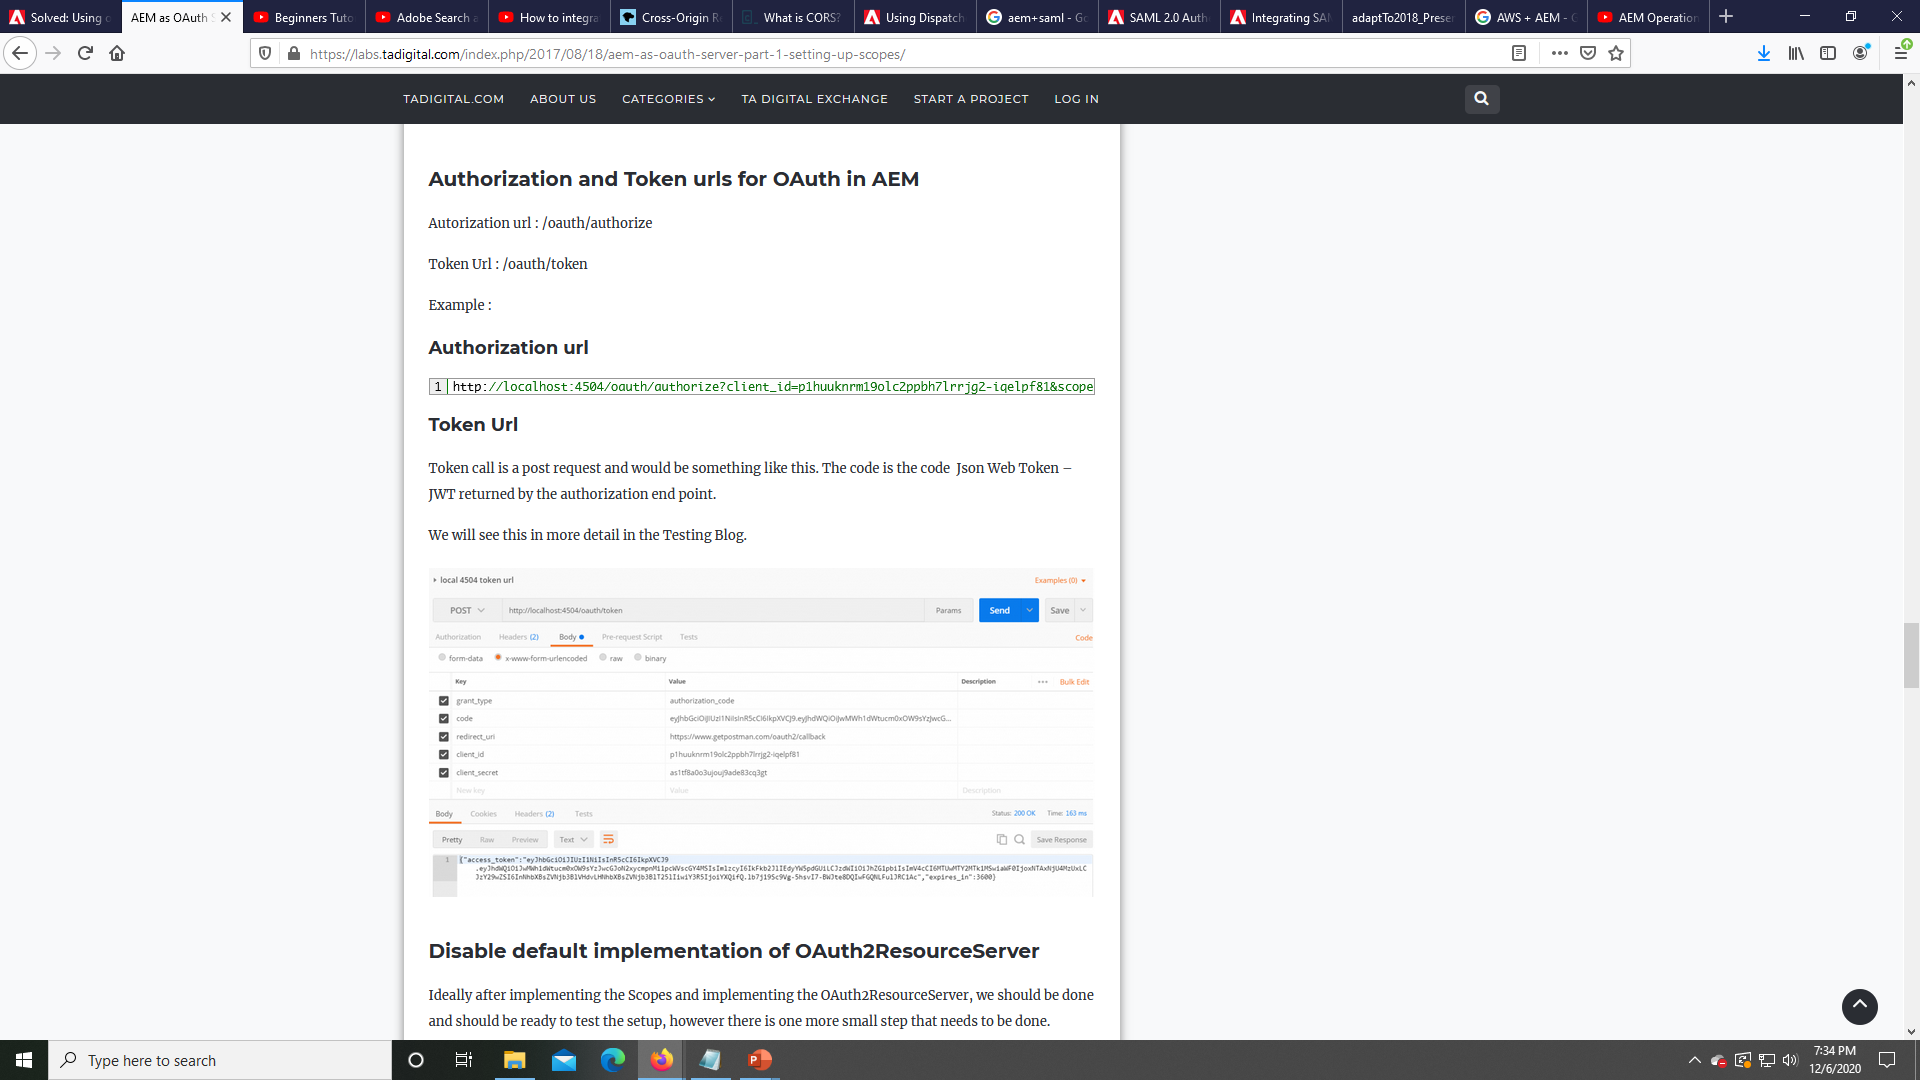 Solved: Using o
AEM as OAuth S
Beginners Tuto
Adobe Search a
How to integra
Cross-Origin Re
What is CORS?
Using Dispatch
aem+saml - Go
SAML 2.0 Auth
Integrating SAM
adaptTo2018_Preser
AWS + AEM - G
AEM Operation
https://labs.tadigital.com/index.php/2017/08/18/aem-as-oauth-server-part-1-setting-up-scopes/
TADIGITAL.COM ABOUT US CATEGORIES TA DIGITAL EXCHANGE START A PROJECT LOG IN
Authorization and Token urls for OAuth in AEM
Autorization url : /oauth/authorize
Token Url : /oauth/token
Example :
Authorization url
1 http://localhost:4504/oauth/authorize?client_id=p1huuknrm19olc2ppbh7lrrjg2-iqelpf81&scope
Token Url
Token call is a post request and would be something like this. The code is the code Json Web Token –
JWT returned by the authorization end point.
We will see this in more detail in the Testing Blog.
local 4504 token url Examples (0)
POST http://localhost:4504/oauth/token Params Send Save
Authorization Headers (2) Body Pre-request Script Tests Code
form-data x-www-form-urlencoded raw binary
Key Value Description Bulk Edit
grant_type authorization_code
code
redirect_uri https://www.getpostman.com/oauth2/callback
client_id p1huuknrm19olc2ppbh7lrrjg2-iqelpf81
client_secret as1tf8a0o3ujouj9ade83cq3gt
New key Value Description
Body Cookies Headers (2) Tests Status: 200 OK Time: 163 ms
Pretty Raw Preview Text Save Response
1 {"access_token":"eyJhbGciOiJIUzI1NiIsInR5cCI6IkpXVCJ9
"expires_in":3600}
Disable default implementation of OAuth2ResourceServer
Ideally after implementing the Scopes and implementing the OAuth2ResourceServer, we should be done
and should be ready to test the setup, however there is one more small step that needs to be done.
Type here to search
7:34 PM
12/6/2020